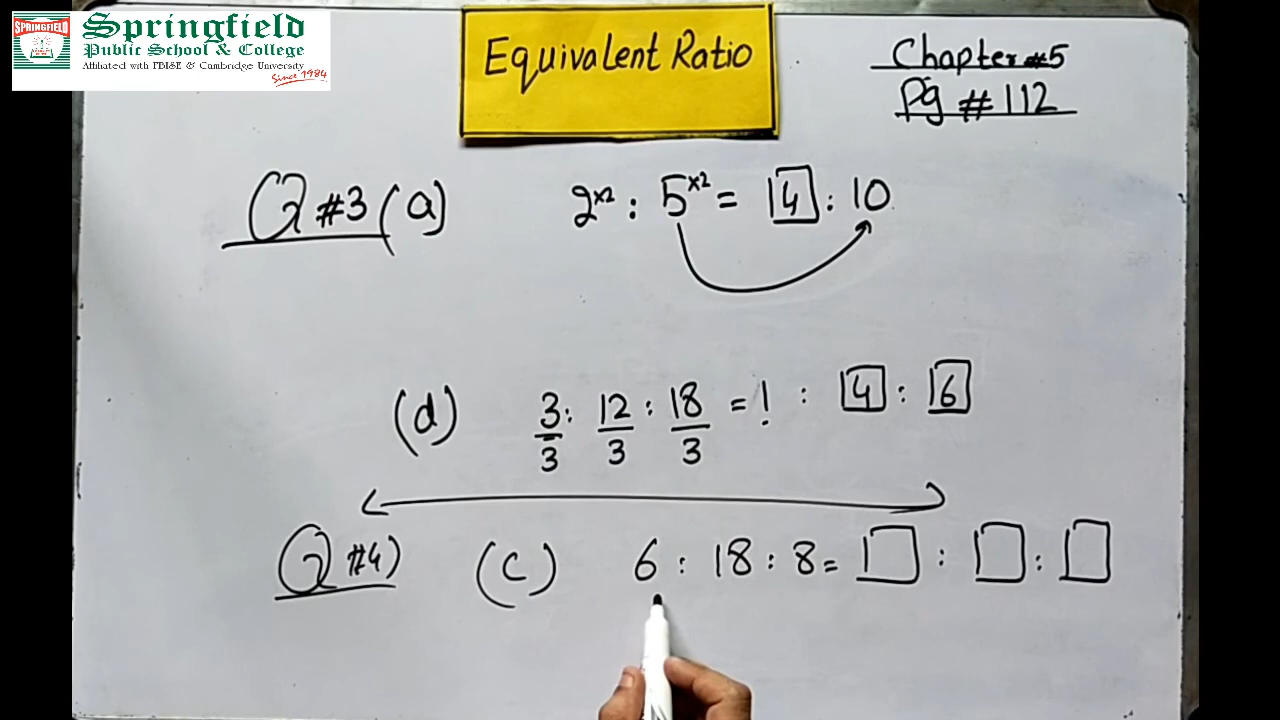 SPRINGFIELD
Springfield
Public School & College
Affiliated with FBISE & Cambridge University
Since 1984
Equivalent Ratio
Chapter #5
Pg # 112
Q #3 (a) 2×2 : 5×2 = 4 : 10
(d) 3/3 : 12/3 : 18/3 = 1 : 4 : 6
Q #4) (c) 6 : 18 : 8 = □ : □ : □